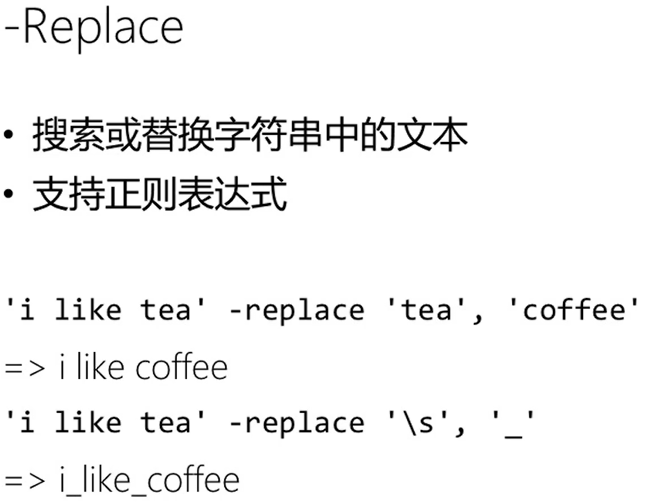 -Replace
• 搜索或替换字符串中的文本
• 支持正则表达式
'i like tea' -replace 'tea', 'coffee'
=> i like coffee
'i like tea' -replace '\s', '_'
=> i_like_coffee